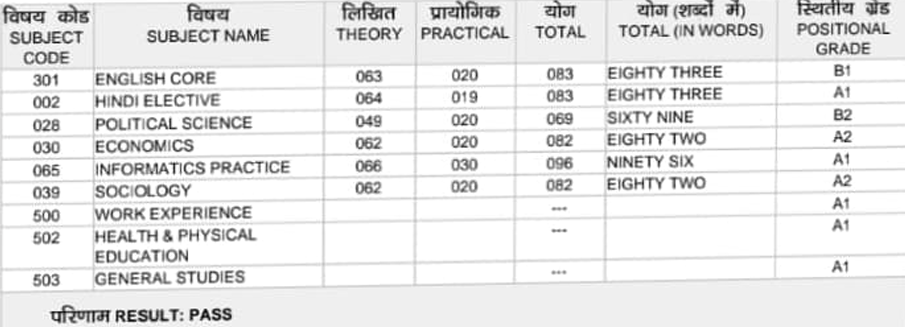 विषय कोड विषय लिखित प्रायोगिक योग योग (शब्दों में) स्थितीय ग्रेड
SUBJECT CODE SUBJECT NAME THEORY PRACTICAL TOTAL TOTAL (IN WORDS) POSITIONAL GRADE
301 ENGLISH CORE 063 020 083 EIGHTY THREE B1
002 HINDI ELECTIVE 064 019 083 EIGHTY THREE A1
028 POLITICAL SCIENCE 049 020 069 SIXTY NINE B2
030 ECONOMICS 062 020 082 EIGHTY TWO A2
065 INFORMATICS PRACTICE 066 030 096 NINETY SIX A1
039 SOCIOLOGY 062 020 082 EIGHTY TWO A2
500 WORK EXPERIENCE --- A1
502 HEALTH & PHYSICAL --- A1
EDUCATION
503 GENERAL STUDIES --- A1
परिणाम RESULT: PASS